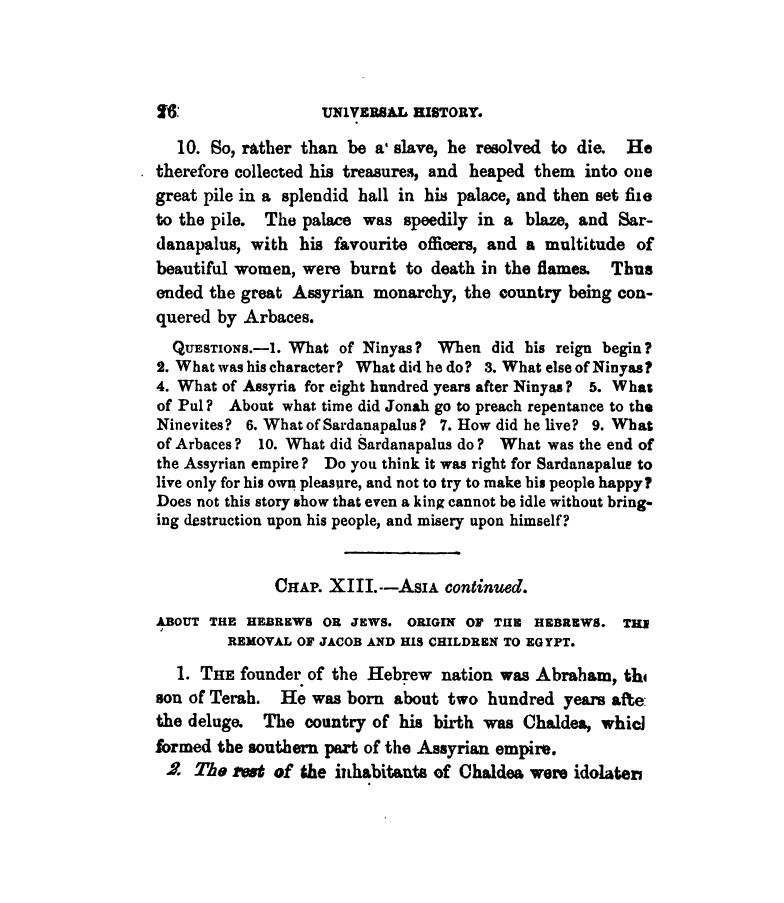 26 UNIVERSAL HISTORY.
10. So, rather than be a slave, he resolved to die. He
therefore collected his treasures, and heaped them into one
great pile in a splendid hall in his palace, and then set fire
to the pile. The palace was speedily in a blaze, and Sar-
danapalus, with his favourite officers, and a multitude of
beautiful women, were burnt to death in the flames. Thus
ended the great Assyrian monarchy, the country being con-
quered by Arbaces.
QUESTIONS.—1. What of Ninyas? When did his reign begin?
2. What was his character? What did he do? 3. What else of Ninyas?
4. What of Assyria for eight hundred years after Ninyas? 5. What
of Pul? About what time did Jonah go to preach repentance to the
Ninevites? 6. What of Sardanapalus? 7. How did he live? 9. What
of Arbaces? 10. What did Sardanapalus do? What was the end of
the Assyrian empire? Do you think it was right for Sardanapalus to
live only for his own pleasure, and not to try to make his people happy?
Does not this story show that even a king cannot be idle without bring-
ing destruction upon his people, and misery upon himself?
CHAP. XIII.—ASIA continued.
ABOUT THE HEBREWS OR JEWS. ORIGIN OF THE HEBREWS. THE
REMOVAL OF JACOB AND HIS CHILDREN TO EGYPT.
1. THE founder of the Hebrew nation was Abraham, the
son of Terah. He was born about two hundred years after
the deluge. The country of his birth was Chaldea, which
formed the southern part of the Assyrian empire.
2. The rest of the inhabitants of Chaldea were idolaters